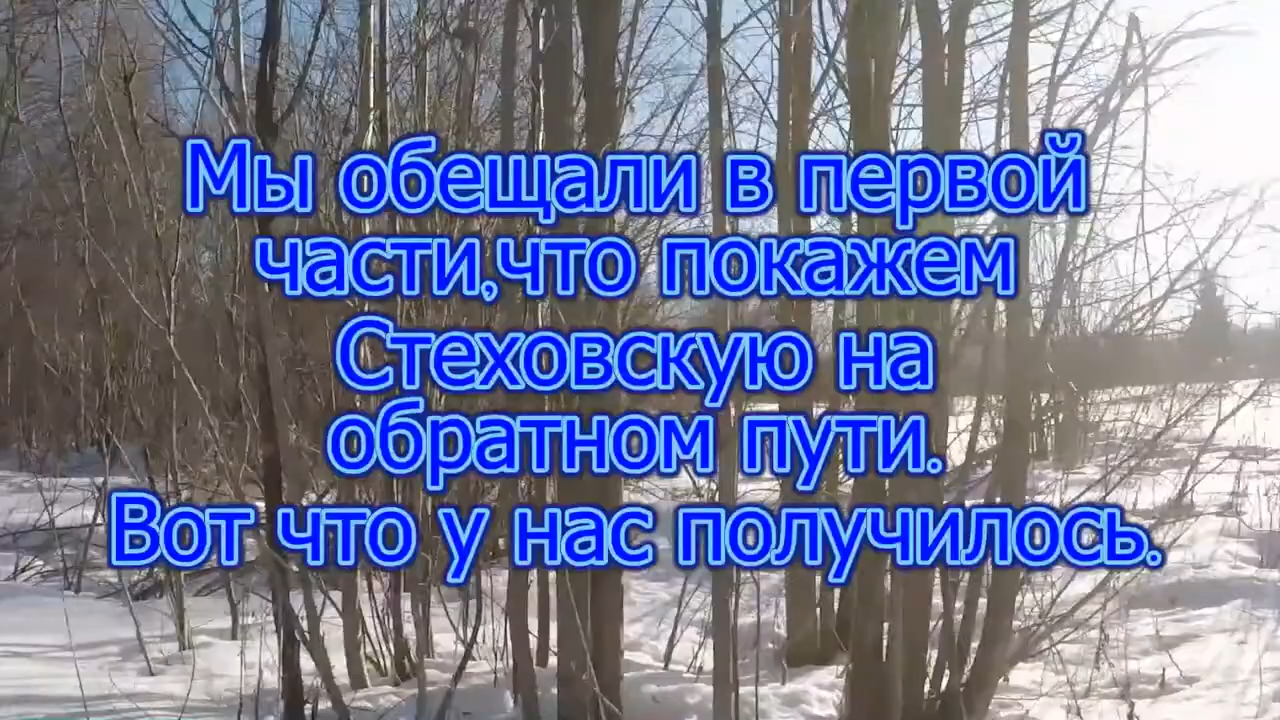 Мы обещали в первой
части,что покажем
Стеховскую на
обратном пути.
Вот что у нас получилось.